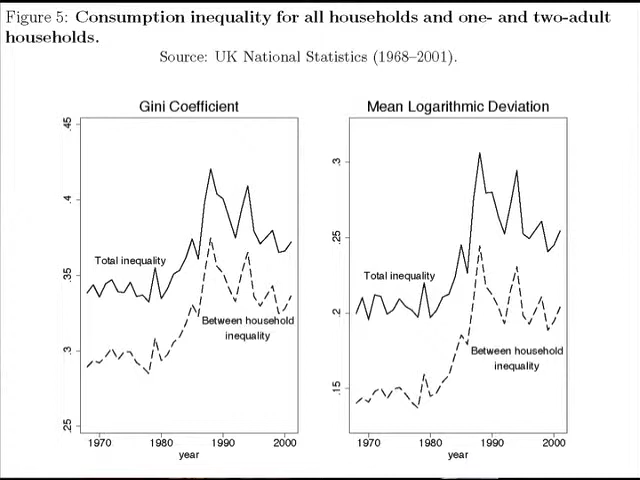 Figure 5: Consumption inequality for all households and one- and two-adult
households.
Source: UK National Statistics (1968–2001).
Gini Coefficient
.45
.4
.35
.3
.25
Total inequality
Between household
inequality
1970 1980 1990 2000
year
Mean Logarithmic Deviation
.3
.25
.2
.15
Total inequality
Between household
inequality
1970 1980 1990 2000
year